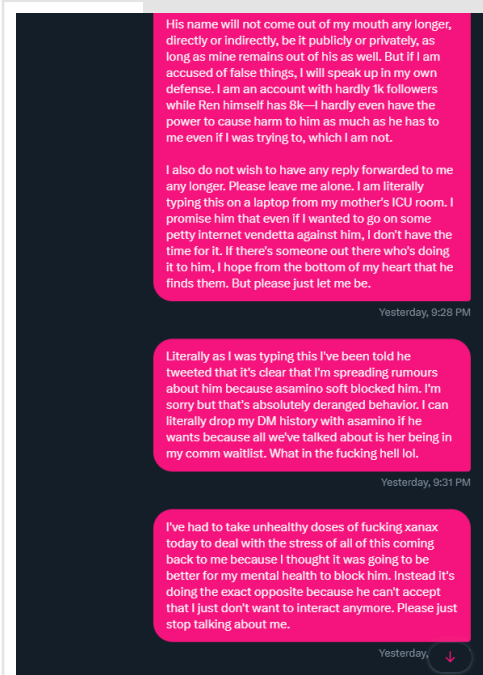 His name will not come out of my mouth any longer,
directly or indirectly, be it publicly or privately, as
long as mine remains out of his as well. But if I am
accused of false things, I will speak up in my own
defense. I am an account with hardly 1k followers
while Ren himself has 8k—I hardly even have the
power to cause harm to him as much as he has to
me even if I was trying to, which I am not.
I also do not wish to have any reply forwarded to me
any longer. Please leave me alone. I am literally
typing this on a laptop from my mother's ICU room. I
promise him that even if I wanted to go on some
petty internet vendetta against him, I don't have the
time for it. If there's someone out there who's doing
it to him, I hope from the bottom of my heart that he
finds them. But please just let me be.
Yesterday, 9:28 PM
Literally as I was typing this I've been told he
tweeted that it's clear that I'm spreading rumours
about him because asamino soft blocked him. I'm
sorry but that's absolutely deranged behavior. I can
literally drop my DM history with asamino if he
wants because all we've talked about is her being in
my comm waitlist. What in the fucking hell lol.
Yesterday, 9:31 PM
I've had to take unhealthy doses of fucking xanax
today to deal with the stress of all of this coming
back to me because I thought it was going to be
better for my mental health to block him. Instead it's
doing the exact opposite because he can't accept
that I just don't want to interact anymore. Please just
stop talking about me.
Yesterday,